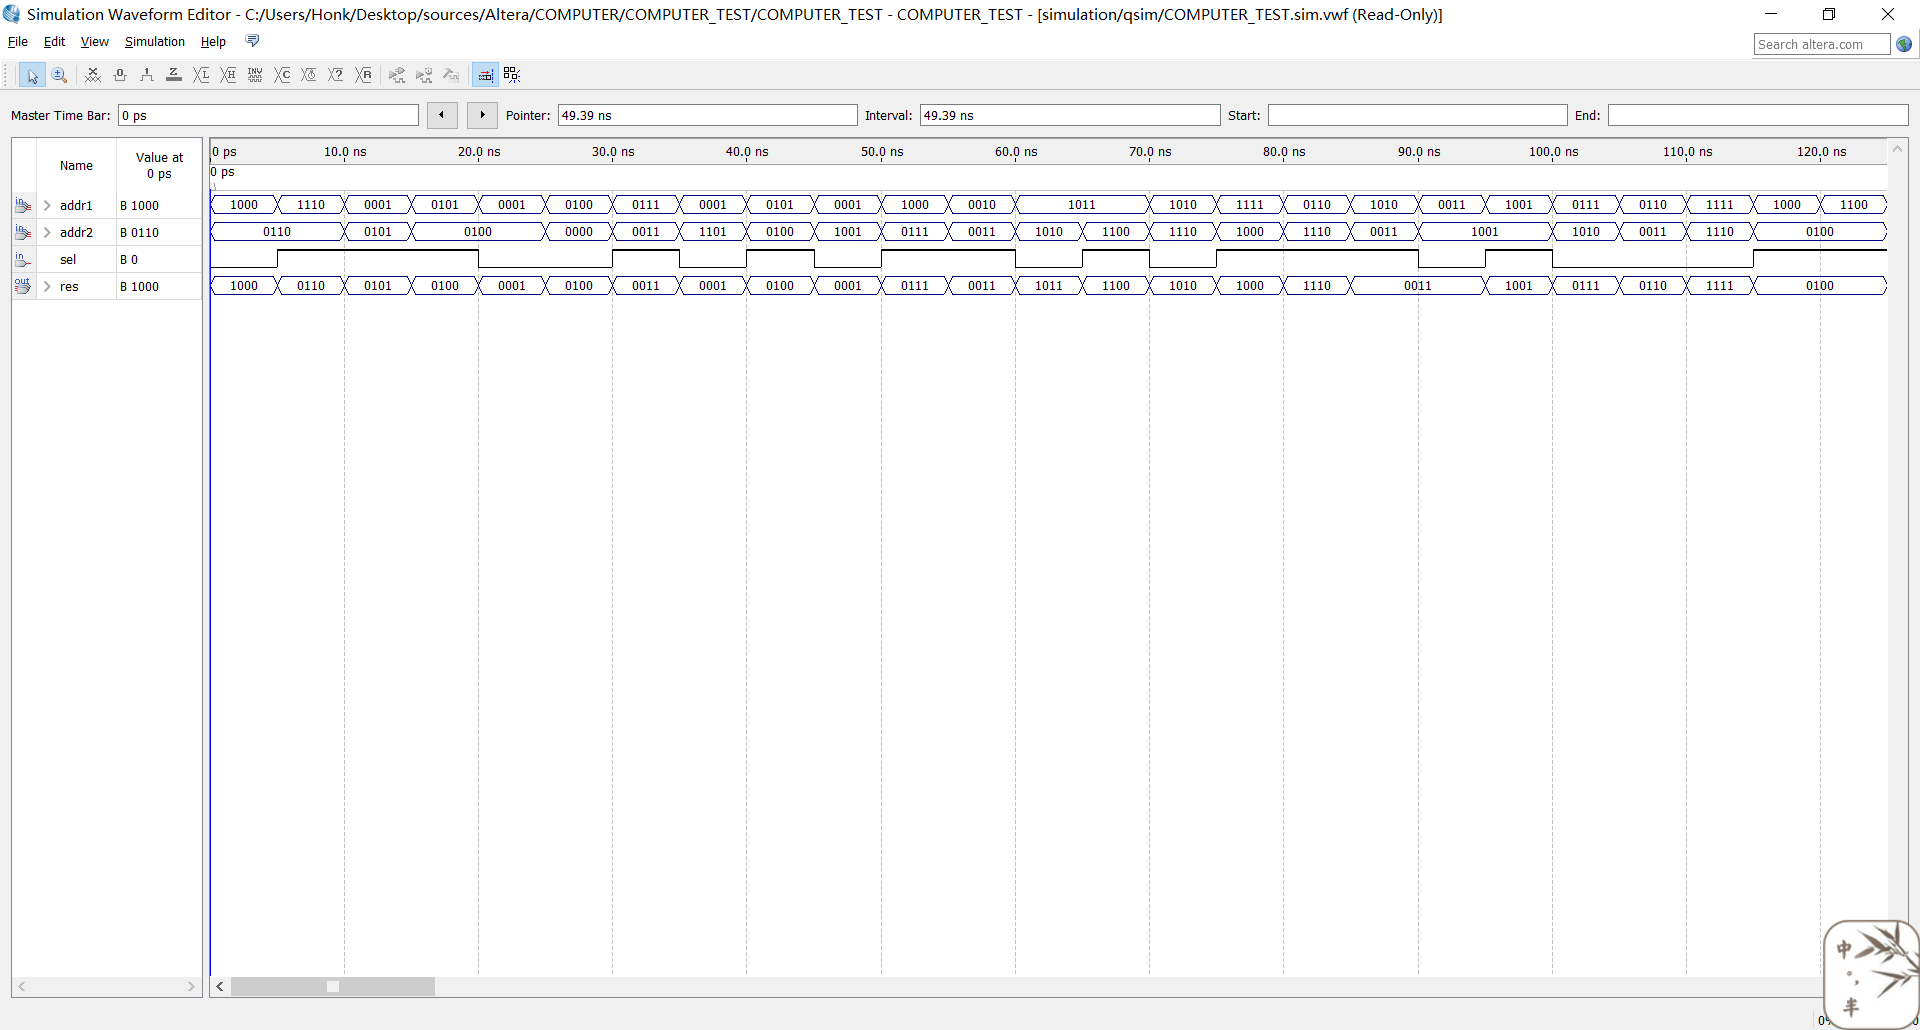 Simulation Waveform Editor - C:/Users/Honk/Desktop/sources/Altera/COMPUTER/COMPUTER_TEST/COMPUTER_TEST - COMPUTER_TEST - [simulation/qsim/COMPUTER_TEST.sim.vwf (Read-Only)]
File Edit View Simulation Help
Search altera.com
Master Time Bar: 0 ps Pointer: 49.39 ns Interval: 49.39 ns Start: End:
Name Value at 0 ps
0 ps 10.0 ns 20.0 ns 30.0 ns 40.0 ns 50.0 ns 60.0 ns 70.0 ns 80.0 ns 90.0 ns 100.0 ns 110.0 ns 120.0 ns
0 ps
addr1 B 1000 1000 1110 0001 0101 0001 0100 0111 0001 0101 0001 1000 0010 1011 1010 1111 0110 1010 0011 1001 0111 0110 1111 1000 1100
addr2 B 0110 0110 0101 0100 0000 0011 1101 0100 1001 0111 0011 1010 1100 1110 1000 1110 0011 1001 1010 0011 1110 0100
sel B 0
res B 1000 1000 0110 0101 0100 0001 0100 0011 0001 0100 0001 0111 0011 1011 1100 1010 1000 1110 0011 1001 0111 0110 1111 0100
中
半